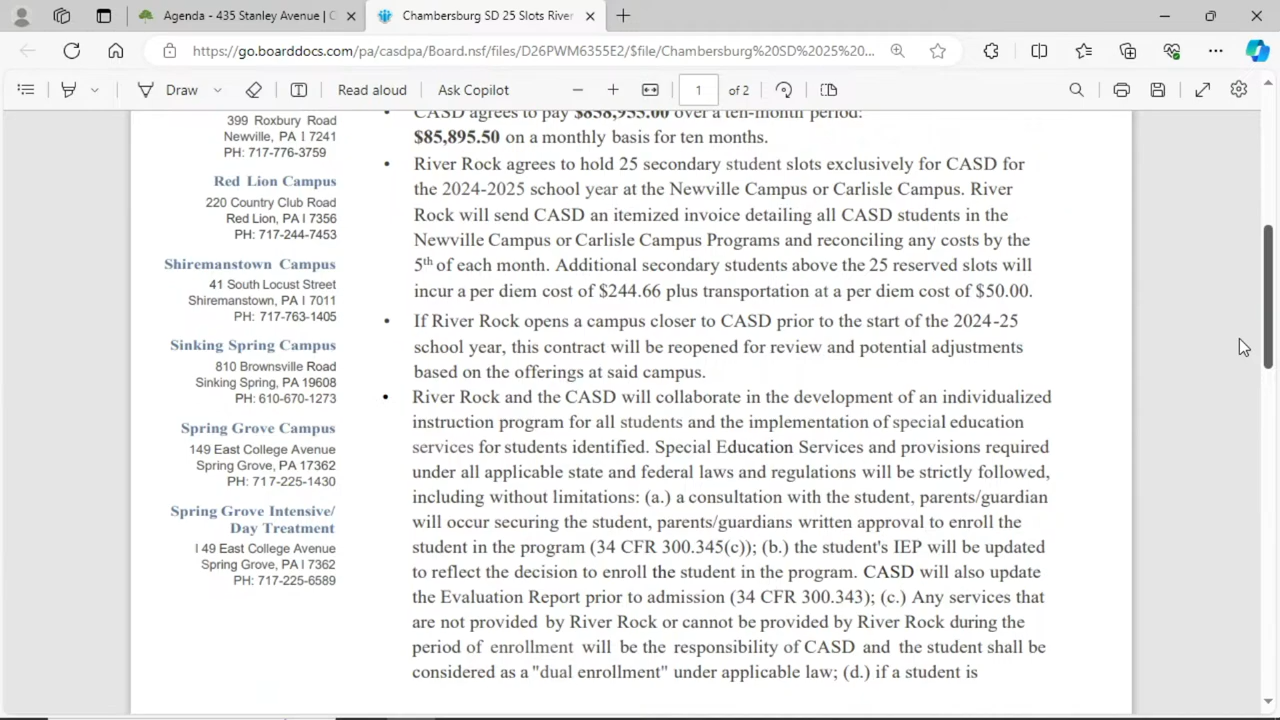 Agenda - 435 Stanley Avenue | C
Chambersburg SD 25 Slots River
https://go.boarddocs.com/pa/casdpa/Board.nsf/files/D26PWM6355E2/$file/Chambersburg%20SD%2025%20...
Draw
Read aloud
Ask Copilot
1
of 2
399 Roxbury Road
Newville, PA I 7241
PH: 717-776-3759
Red Lion Campus
220 Country Club Road
Red Lion, PA I 7356
PH: 717-244-7453
Shiremanstown Campus
41 South Locust Street
Shiremanstown, PA I 7011
PH: 717-763-1405
Sinking Spring Campus
810 Brownsville Road
Sinking Spring, PA 19608
PH: 610-670-1273
Spring Grove Campus
149 East College Avenue
Spring Grove, PA 17362
PH: 717-225-1430
Spring Grove Intensive/
Day Treatment
I 49 East College Avenue
Spring Grove, PA I 7362
PH: 717-225-6589
• CASD agrees to pay $858,955.00 over a ten-month period:
$85,895.50 on a monthly basis for ten months.
• River Rock agrees to hold 25 secondary student slots exclusively for CASD for
the 2024-2025 school year at the Newville Campus or Carlisle Campus. River
Rock will send CASD an itemized invoice detailing all CASD students in the
Newville Campus or Carlisle Campus Programs and reconciling any costs by the
5th of each month. Additional secondary students above the 25 reserved slots will
incur a per diem cost of $244.66 plus transportation at a per diem cost of $50.00.
• If River Rock opens a campus closer to CASD prior to the start of the 2024-25
school year, this contract will be reopened for review and potential adjustments
based on the offerings at said campus.
• River Rock and the CASD will collaborate in the development of an individualized
instruction program for all students and the implementation of special education
services for students identified. Special Education Services and provisions required
under all applicable state and federal laws and regulations will be strictly followed,
including without limitations: (a.) a consultation with the student, parents/guardian
will occur securing the student, parents/guardians written approval to enroll the
student in the program (34 CFR 300.345(c)); (b.) the student's IEP will be updated
to reflect the decision to enroll the student in the program. CASD will also update
the Evaluation Report prior to admission (34 CFR 300.343); (c.) Any services that
are not provided by River Rock or cannot be provided by River Rock during the
period of enrollment will be the responsibility of CASD and the student shall be
considered as a "dual enrollment" under applicable law; (d.) if a student is